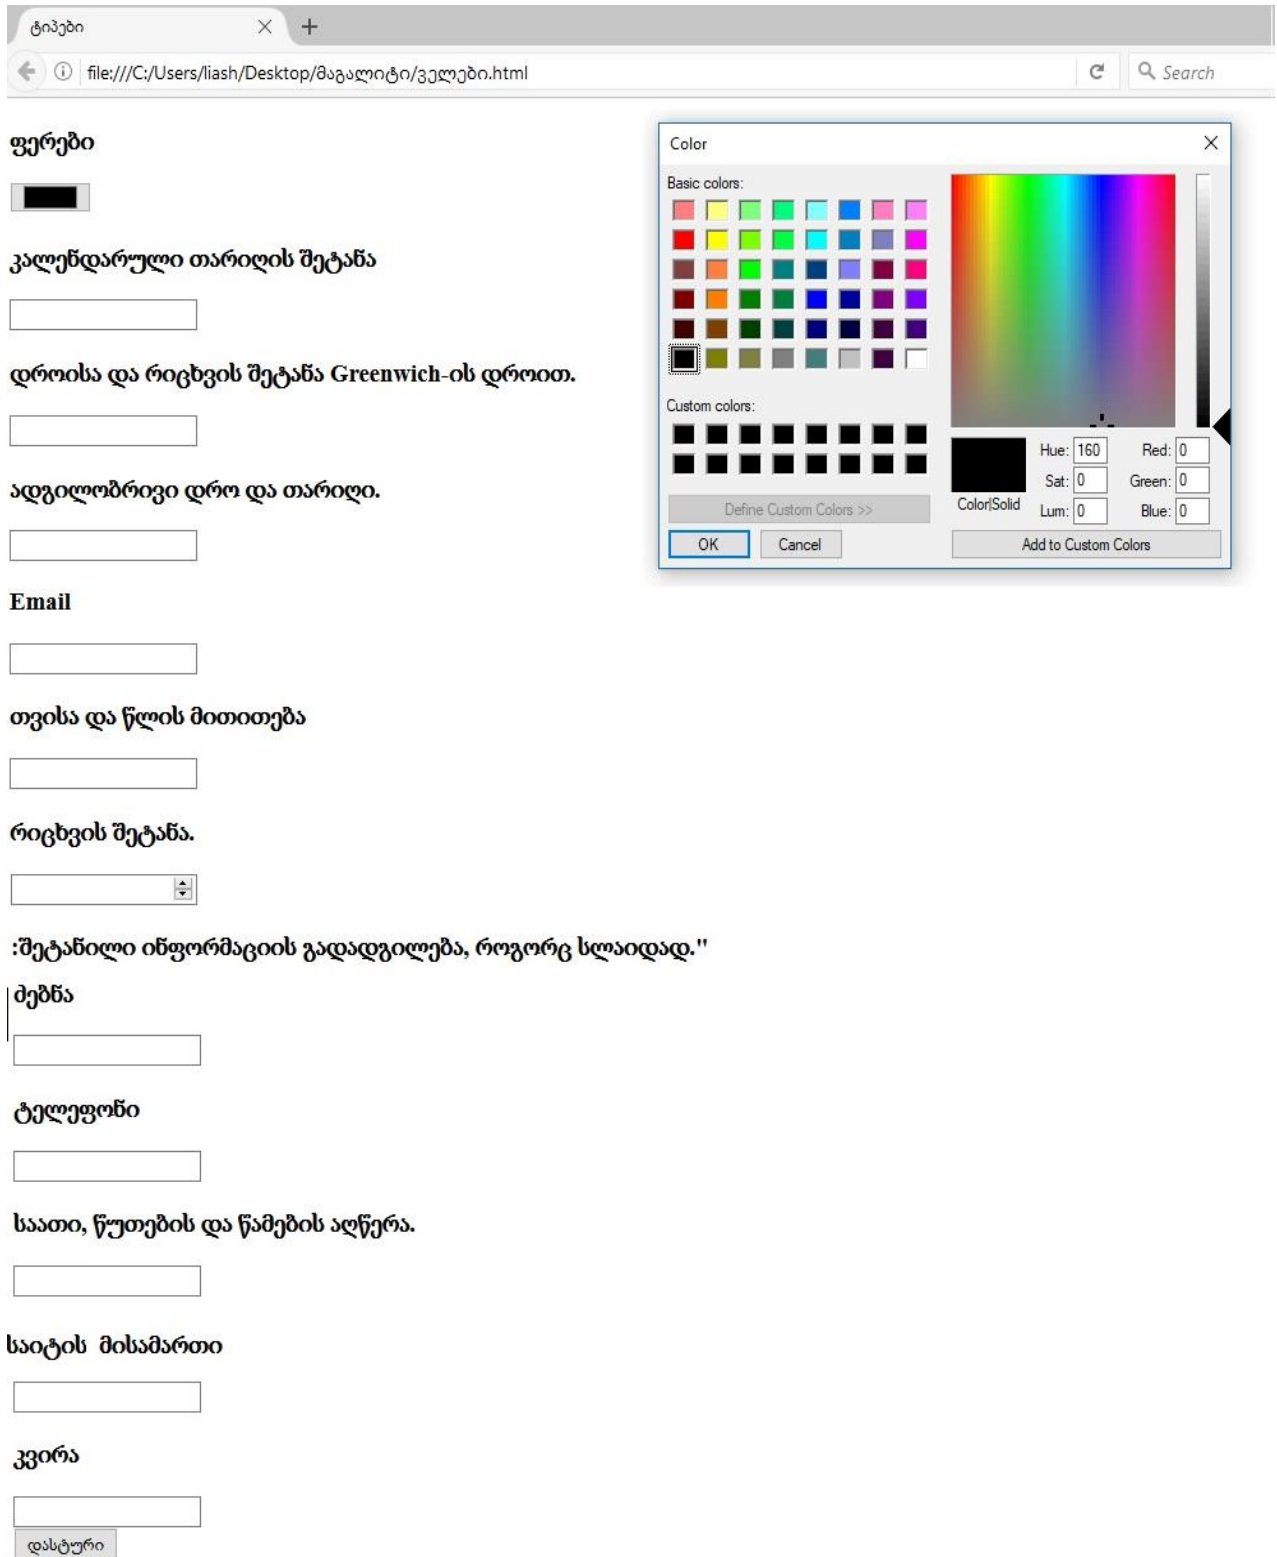 ტიპები
file:///C:/Users/liash/Desktop/მაგალიტი/ველები.html
Search
ფერები
კალენდარული თარიღის შეტანა
დროისა და რიცხვის შეტანა Greenwich-ის დროით.
ადგილობრივი დრო და თარიღი.
Email
თვისა და წლის მითითება
რიცხვის შეტანა.
:შეტანილი ინფორმაციის გადადგილება, როგორც სლაიდად."
ძებნა
ტელეფონი
საათი, წუთების და წამების აღწერა.
საიტის მისამართი
კვირა
დასტური
Color
Basic colors:
Custom colors:
Define Custom Colors >>
OK Cancel
Color|Solid
Hue: 160 Red: 0
Sat: 0 Green: 0
Lum: 0 Blue: 0
Add to Custom Colors